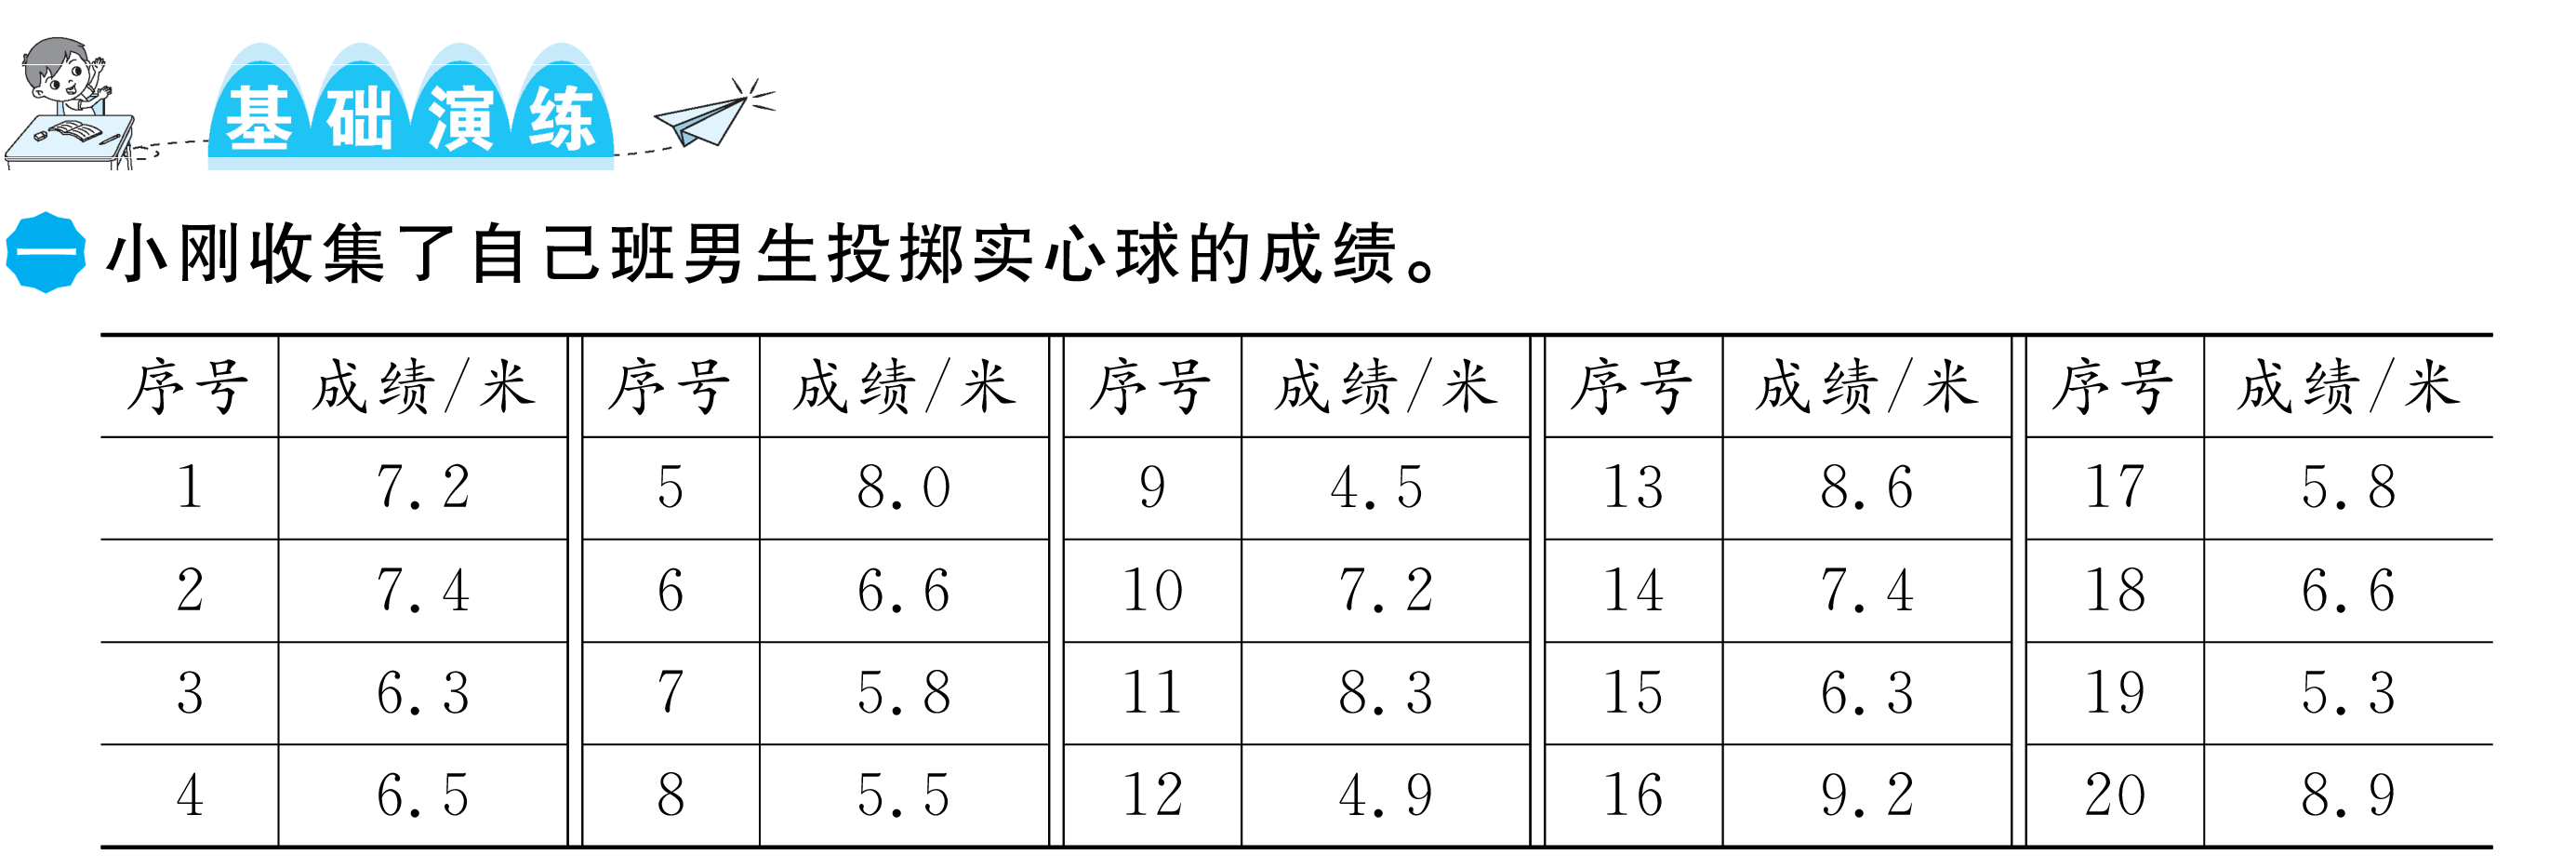 基础演练
一 小刚收集了自己班男生投掷实心球的成绩。
序号 成绩/米 序号 成绩/米 序号 成绩/米 序号 成绩/米 序号 成绩/米
1 7.2 5 8.0 9 4.5 13 8.6 17 5.8
2 7.4 6 6.6 10 7.2 14 7.4 18 6.6
3 6.3 7 5.8 11 8.3 15 6.3 19 5.3
4 6.5 8 5.5 12 4.9 16 9.2 20 8.9